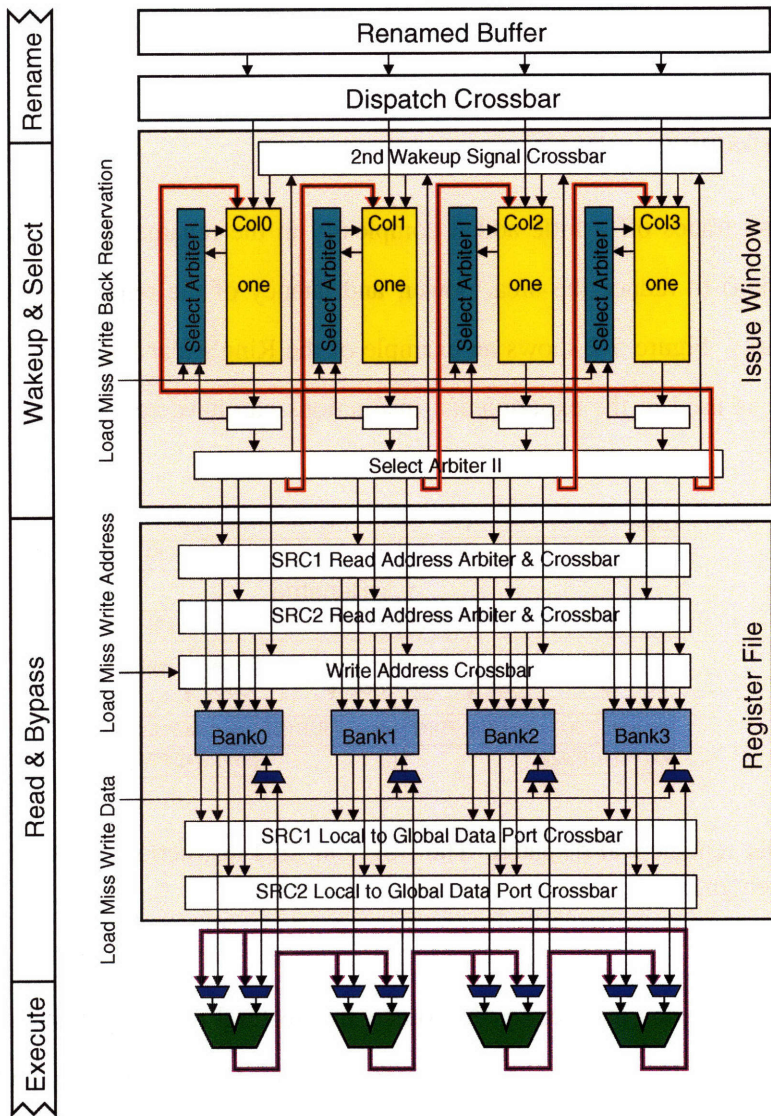 Rename
Wakeup & Select
Read & Bypass
Execute
Renamed Buffer
Dispatch Crossbar
2nd Wakeup Signal Crossbar
Load Miss Write Back Reservation
Select Arbiter I
Col0
one
Select Arbiter I
Col1
one
Select Arbiter I
Col2
one
Select Arbiter I
Col3
one
Select Arbiter II
Issue Window
Load Miss Write Address
SRC1 Read Address Arbiter & Crossbar
SRC2 Read Address Arbiter & Crossbar
Write Address Crossbar
Bank0
Bank1
Bank2
Bank3
Register File
Load Miss Write Data
SRC1 Local to Global Data Port Crossbar
SRC2 Local to Global Data Port Crossbar